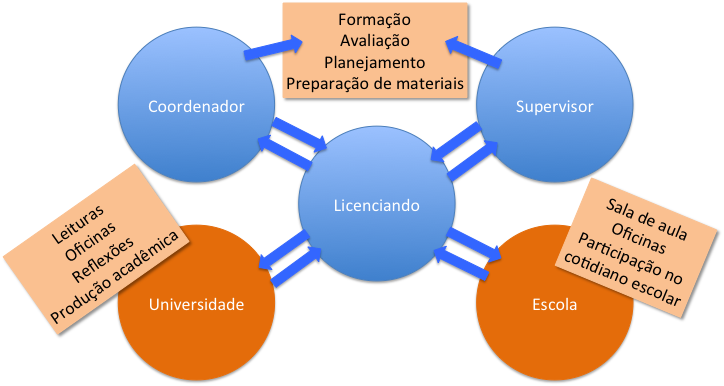 Formação
Avaliação
Planejamento
Preparação de materiais
Coordenador
Supervisor
Licenciando
Leituras
Oficinas
Reflexões
Produção acadêmica
Sala de aula
Oficinas
Participação no
cotidiano escolar
Universidade
Escola